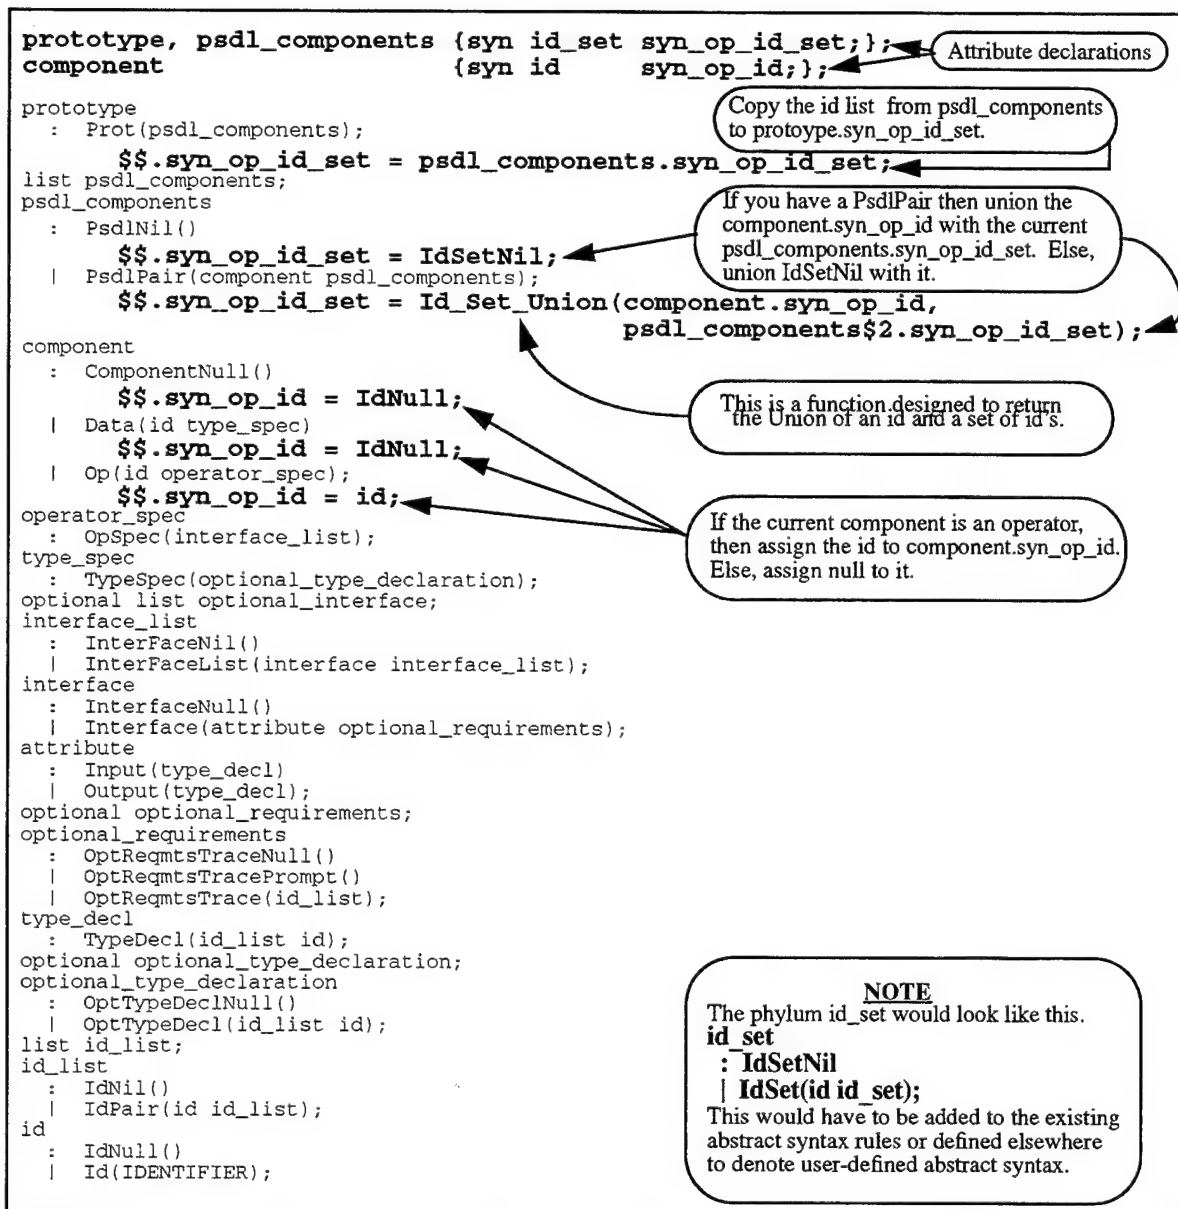 prototype, psdl_components {syn id_set syn_op_id_set;};
component {syn id syn_op_id;};
Attribute declarations
prototype
: Prot(psdl_components);
Copy the id list from psdl_components
to protoype.syn_op_id_set.
$$.syn_op_id_set = psdl_components.syn_op_id_set;
list psdl_components;
psdl_components
: PsdlNil()
$$.syn_op_id_set = IdSetNil;
| PsdlPair(component psdl_components);
$$.syn_op_id_set = Id_Set_Union(component.syn_op_id,
psdl_components$2.syn_op_id_set);
If you have a PsdlPair then union the
component.syn_op_id with the current
psdl_components.syn_op_id_set. Else,
union IdSetNil with it.
component
: ComponentNull()
$$.syn_op_id = IdNull;
| Data(id type_spec)
$$.syn_op_id = IdNull;
| Op(id operator_spec);
$$.syn_op_id = id;
This is a function designed to return
the Union of an id and a set of id's.
If the current component is an operator,
then assign the id to component.syn_op_id.
Else, assign null to it.
operator_spec
: OpSpec(interface_list);
type_spec
: TypeSpec(optional_type_declaration);
optional list optional_interface;
interface_list
: InterFaceNil()
| InterFaceList(interface interface_list);
interface
: InterfaceNull()
| Interface(attribute optional_requirements);
attribute
: Input(type_decl)
| Output(type_decl);
optional optional_requirements;
optional_requirements
: OptReqmtsTraceNull()
| OptReqmtsTracePrompt()
| OptReqmtsTrace(id_list);
type_decl
: TypeDecl(id_list id);
optional optional_type_declaration;
optional_type_declaration
: OptTypeDeclNull()
| OptTypeDecl(id_list id);
list id_list;
id_list
: IdNil()
| IdPair(id id_list);
id
: IdNull()
| Id(IDENTIFIER);
NOTE
The phylum id_set would look like this.
id_set
: IdSetNil
| IdSet(id id_set);
This would have to be added to the existing
abstract syntax rules or defined elsewhere
to denote user-defined abstract syntax.